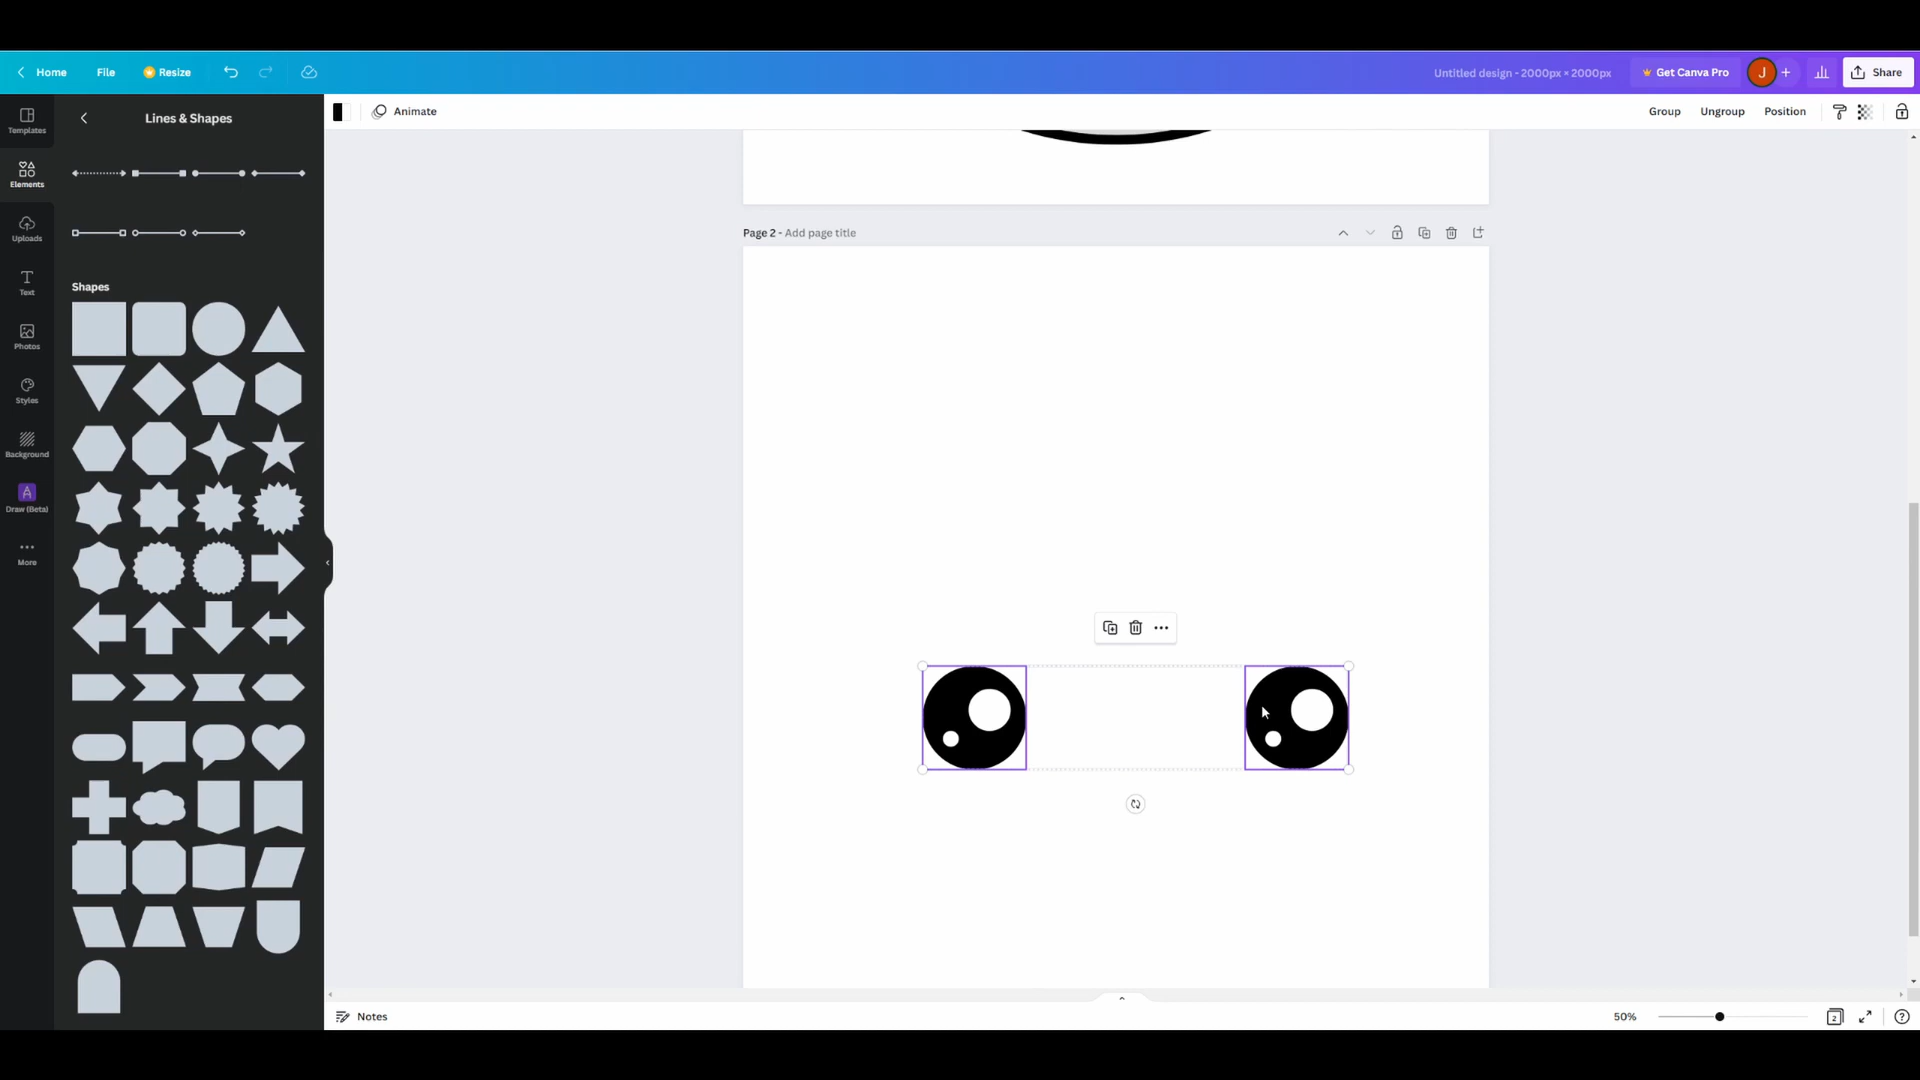 Home File Resize Untitled design - 2000px × 2000px Get Canva Pro J Share
Templates
Elements
Uploads
Text
Photos
Styles
Background
Draw (Beta)
More
Lines & Shapes
Shapes
Animate Group Ungroup Position
Page 2 - Add page title
Notes 50% 2